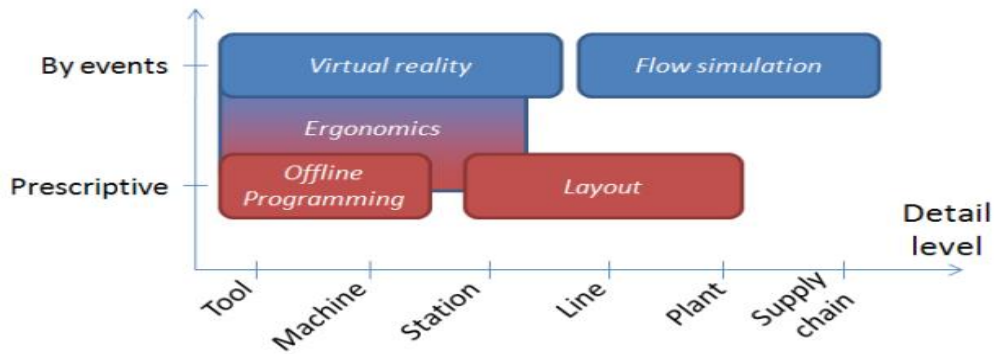 By events
Virtual reality
Flow simulation
Ergonomics
Prescriptive
Offline
Programming
Layout
Detail
level
Tool
Machine
Station
Line
Plant
Supply
chain